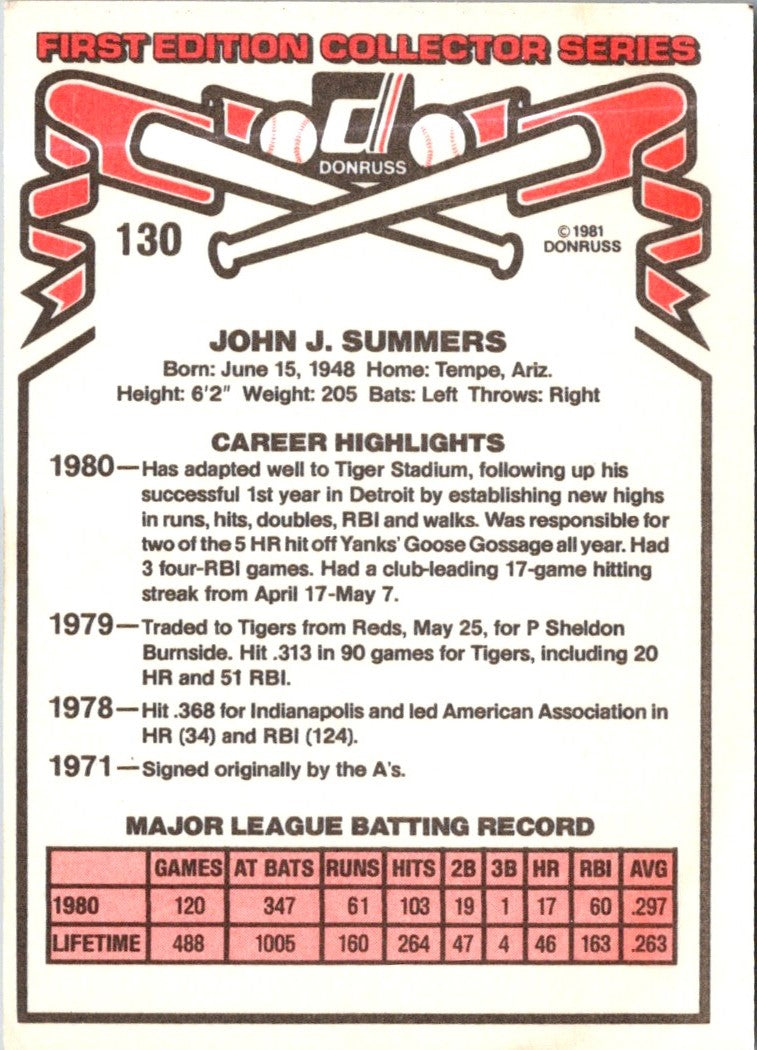 FIRST EDITION COLLECTOR SERIES
d
DONRUSS
130
©1981
DONRUSS
JOHN J. SUMMERS
Born: June 15, 1948 Home: Tempe, Ariz.
Height: 6'2" Weight: 205 Bats: Left Throws: Right
CAREER HIGHLIGHTS
1980—Has adapted well to Tiger Stadium, following up his
successful 1st year in Detroit by establishing new highs
in runs, hits, doubles, RBI and walks. Was responsible for
two of the 5 HR hit off Yanks' Goose Gossage all year. Had
3 four-RBI games. Had a club-leading 17-game hitting
streak from April 17-May 7.
1979—Traded to Tigers from Reds, May 25, for P Sheldon
Burnside. Hit .313 in 90 games for Tigers, including 20
HR and 51 RBI.
1978—Hit .368 for Indianapolis and led American Association in
HR (34) and RBI (124).
1971—Signed originally by the A's.
MAJOR LEAGUE BATTING RECORD
GAMES AT BATS RUNS HITS 2B 3B HR RBI AVG
1980 120 347 61 103 19 1 17 60 .297
LIFETIME 488 1005 160 264 47 4 46 163 .263